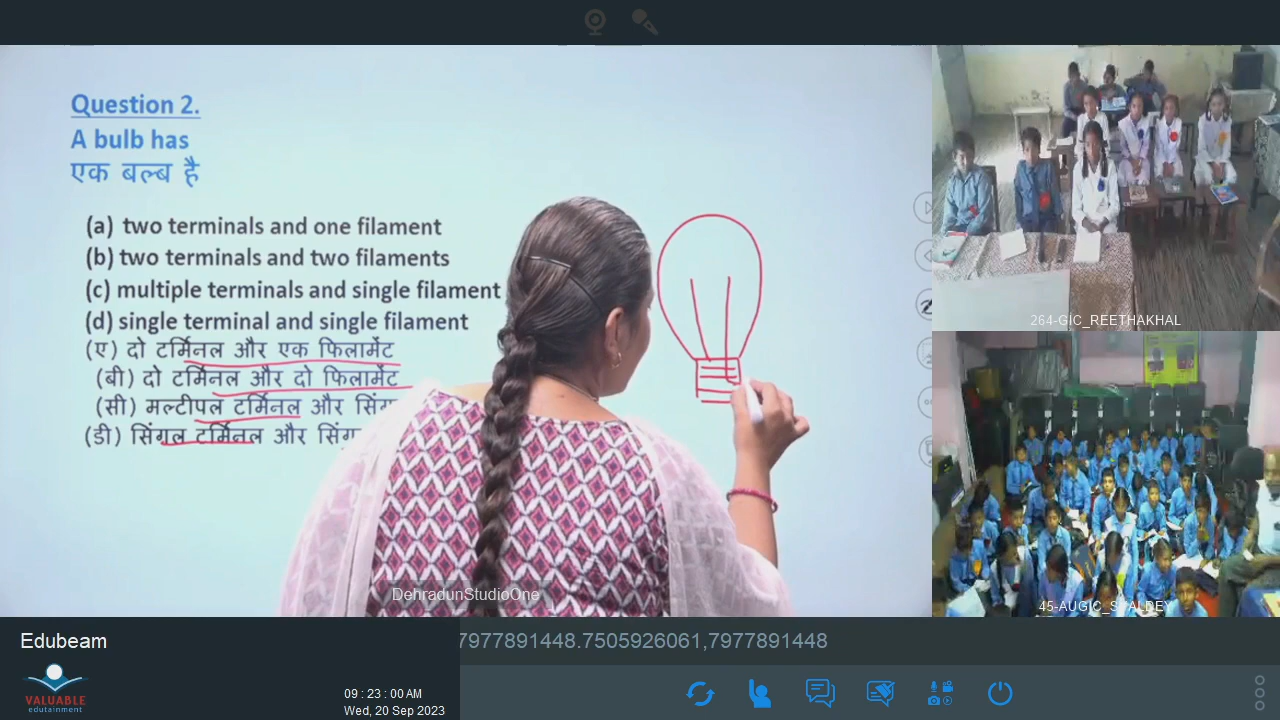 Question 2.
A bulb has
एक बल्ब है
(a) two terminals and one filament
(b) two terminals and two filaments
(c) multiple terminals and single filament
(d) single terminal and single filament
(ए) दो टर्मिनल और एक फिलामेंट
(बी) दो टर्मिनल और दो फिलामेंट
(सी) मल्टीपल टर्मिनल और
(डी) सिंगल टर्मिनल और
DehradunStudioOne
264-GIC_REETHAKHAL
45-AUGIC_SYALDEY
Edubeam
7977891448.7505926061,7977891448
VALUABLE
edutainment
09 : 23 : 00 AM
Wed, 20 Sep 2023